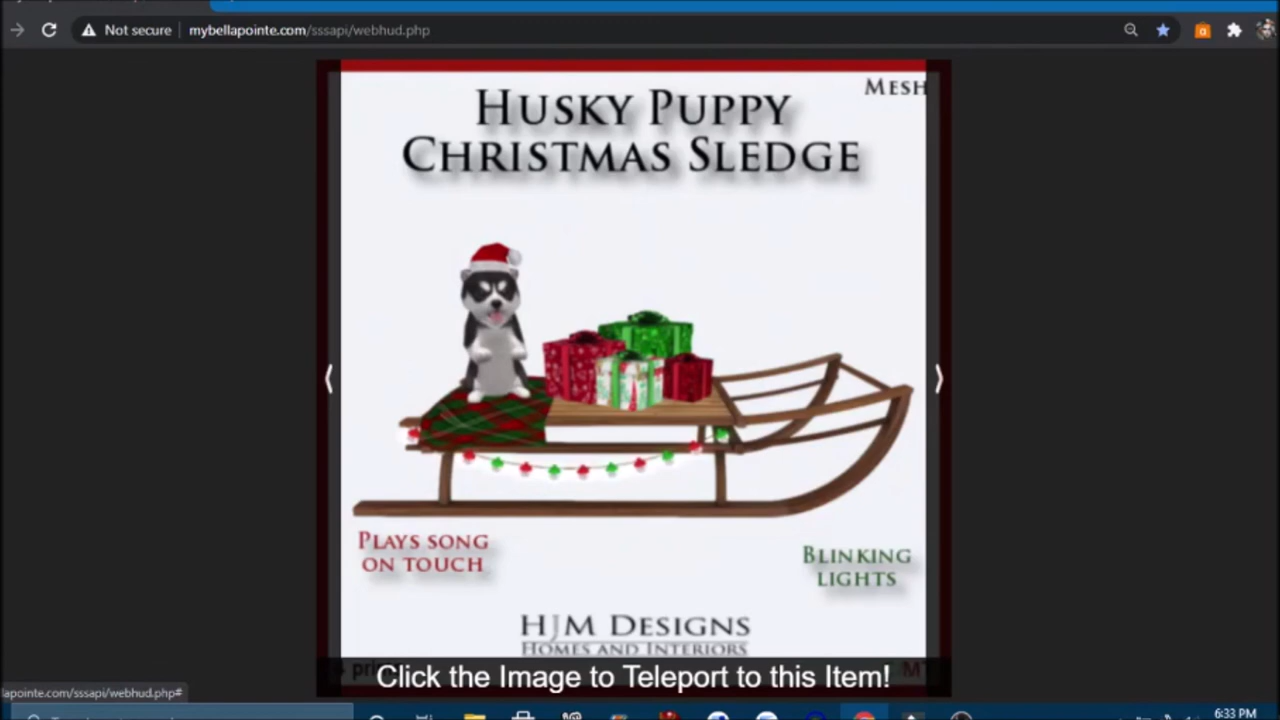 Not secure
mybellapointe.com/sssapi/webhud.php
MESH
HUSKY PUPPY
CHRISTMAS SLEDGE
PLAYS SONG
ON TOUCH
BLINKING
LIGHTS
HJM DESIGNS
HOMES AND INTERIORS
Click the Image to Teleport to this Item!
lapointe.com/sssapi/webhud.php#
6:33 PM